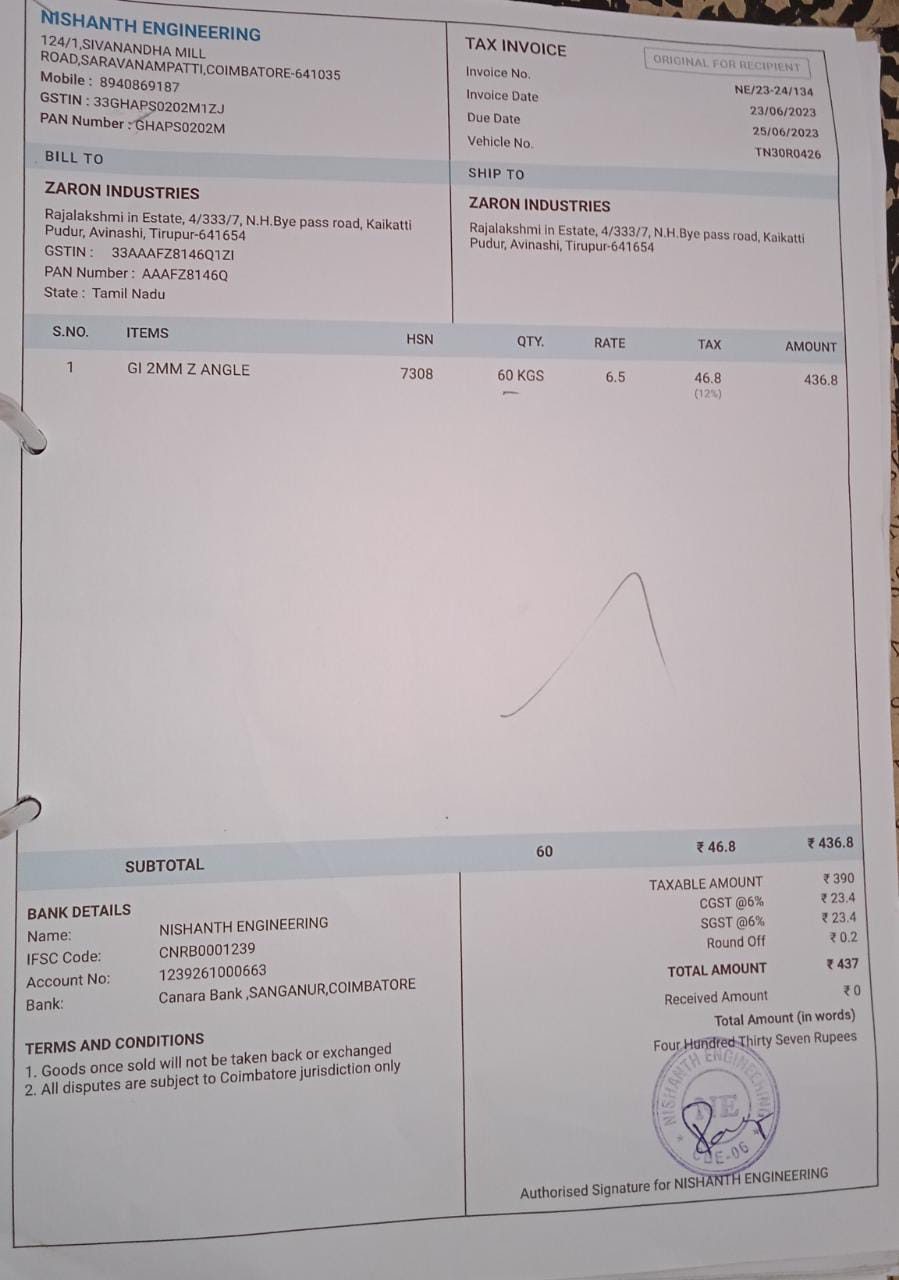 NISHANTH ENGINEERING
124/1,SIVANANDHA MILL
ROAD,SARAVANAMPATTI,COIMBATORE-641035
Mobile : 8940869187
GSTIN : 33GHAPS0202M1ZJ
PAN Number : GHAPS0202M
TAX INVOICE
ORIGINAL FOR RECIPIENT
Invoice No. NE/23-24/134
Invoice Date 23/06/2023
Due Date 25/06/2023
Vehicle No. TN30R0426
BILL TO
ZARON INDUSTRIES
Rajalakshmi in Estate, 4/333/7, N.H.Bye pass road, Kaikatti
Pudur, Avinashi, Tirupur-641654
GSTIN : 33AAAFZ8146Q1ZI
PAN Number : AAAFZ8146Q
State : Tamil Nadu
SHIP TO
ZARON INDUSTRIES
Rajalakshmi in Estate, 4/333/7, N.H.Bye pass road, Kaikatti
Pudur, Avinashi, Tirupur-641654
S.NO. ITEMS HSN QTY. RATE TAX AMOUNT
1 GI 2MM Z ANGLE 7308 60 KGS 6.5 46.8 436.8
(12%)
SUBTOTAL 60 ₹ 46.8 ₹ 436.8
BANK DETAILS
Name: NISHANTH ENGINEERING
IFSC Code: CNRB0001239
Account No: 1239261000663
Bank: Canara Bank ,SANGANUR,COIMBATORE
TERMS AND CONDITIONS
1. Goods once sold will not be taken back or exchanged
2. All disputes are subject to Coimbatore jurisdiction only
TAXABLE AMOUNT ₹ 390
CGST @6% ₹ 23.4
SGST @6% ₹ 23.4
Round Off ₹ 0.2
TOTAL AMOUNT ₹ 437
Received Amount ₹ 0
Total Amount (in words)
Four Hundred Thirty Seven Rupees
NISHANTH ENGINEERING
NE
CBE-06
Authorised Signature for NISHANTH ENGINEERING